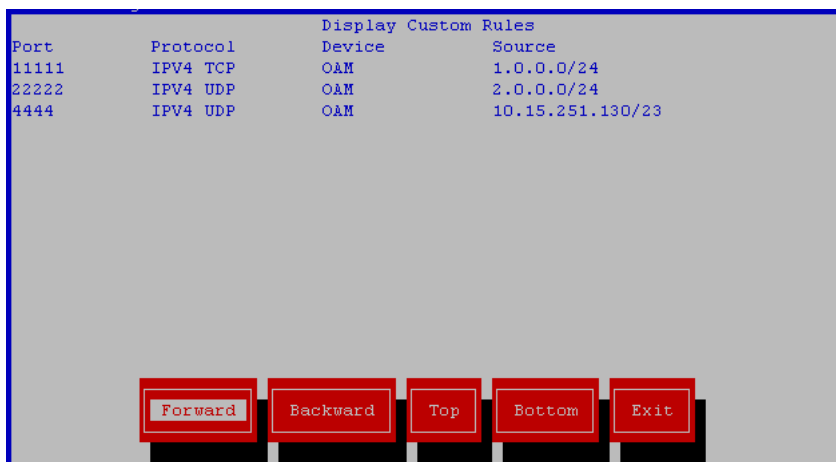 Display Custom Rules
Port Protocol Device Source
11111 IPV4 TCP OAM 1.0.0.0/24
22222 IPV4 UDP OAM 2.0.0.0/24
4444 IPV4 UDP OAM 10.15.251.130/23
Forward Backward Top Bottom Exit